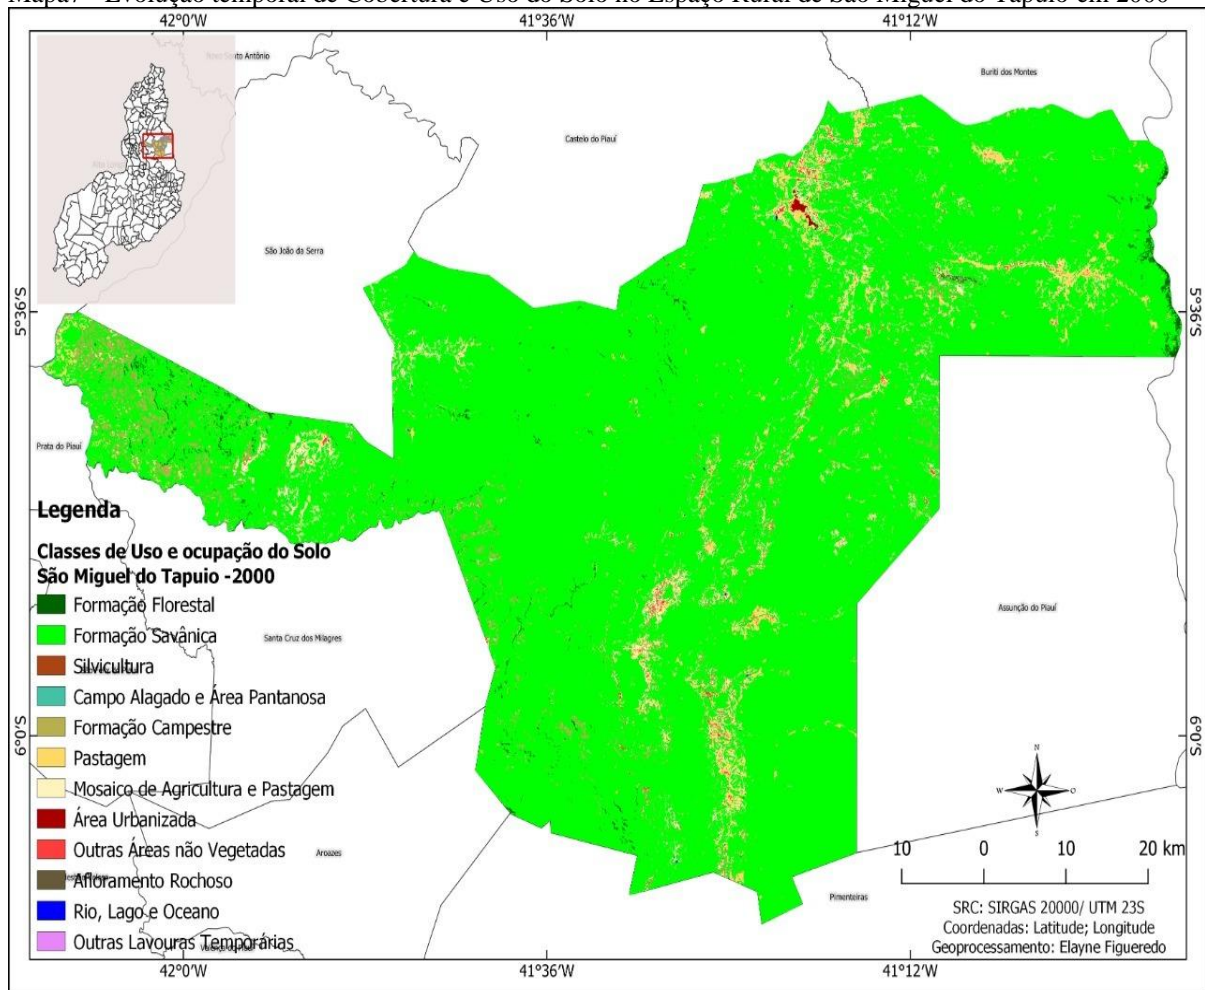 Mapa7 - Evolução temporal de Cobertura e Uso do Solo no Espaço Rural de São Miguel do Tapuio em 2000
42°0'W
41°36'W
41°12'W
Buriti dos Montes
Castelo do Piauí
São João da Serra
5°36'S
5°36'S
Prata do Piauí
Legenda
Classes de Uso e ocupação do Solo
São Miguel do Tapuio -2000
Formação Florestal
Formação Savânica
Silvicultura
Campo Alagado e Área Pantanosa
Formação Campestre
Pastagem
Mosaico de Agricultura e Pastagem
Área Urbanizada
Outras Áreas não Vegetadas
Afloramento Rochoso
Rio, Lago e Oceano
Outras Lavouras Temporárias
Santa Cruz dos Milagres
Assunção do Piauí
6°0'S
6°0'S
N
W
O
S
Aroazes
Pimenteiras
10 0 10 20 km
SRC: SIRGAS 20000/ UTM 23S
Coordenadas: Latitude; Longitude
Geoprocessamento: Elayne Figueredo
42°0'W
41°36'W
41°12'W